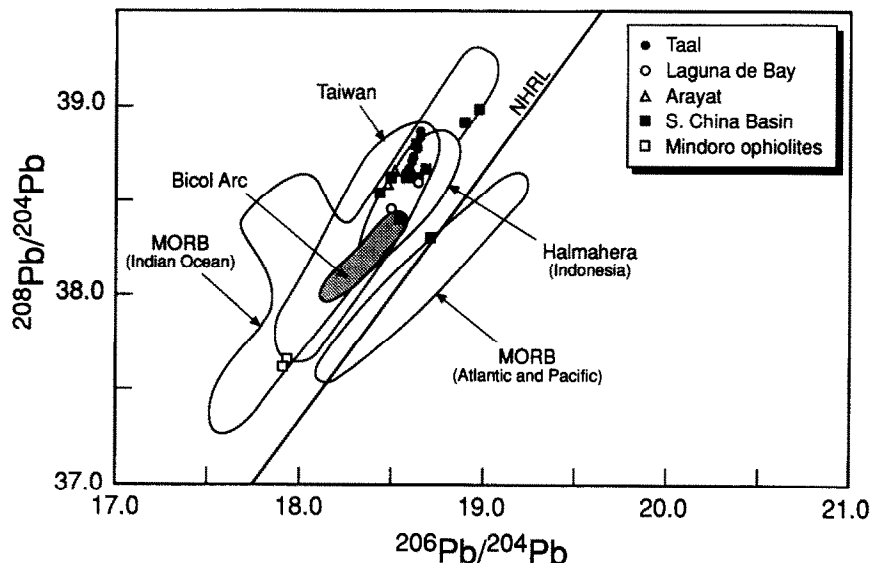 39.0
38.0
37.0
17.0
18.0
19.0
20.0
21.0
208Pb/204Pb
206Pb/204Pb
Taiwan
Bicol Arc
MORB
(Indian Ocean)
NHRL
Halmahera
(Indonesia)
MORB
(Atlantic and Pacific)
Taal
Laguna de Bay
Arayat
S. China Basin
Mindoro ophiolites